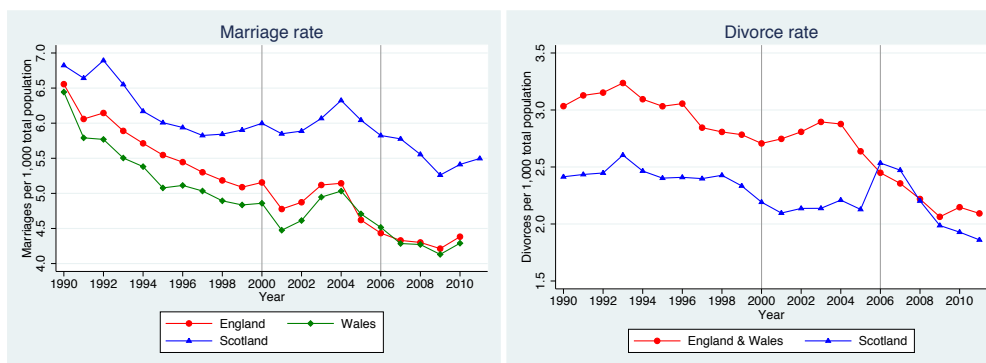 Marriage rate
Marriages per 1,000 total population
7.0
6.5
6.0
5.5
5.0
4.5
4.0
1990 1992 1994 1996 1998 2000 2002 2004 2006 2008 2010
Year
England Wales
Scotland
Divorce rate
Divorces per 1,000 total population
3.5
3.0
2.5
2.0
1.5
1990 1992 1994 1996 1998 2000 2002 2004 2006 2008 2010
Year
England & Wales Scotland